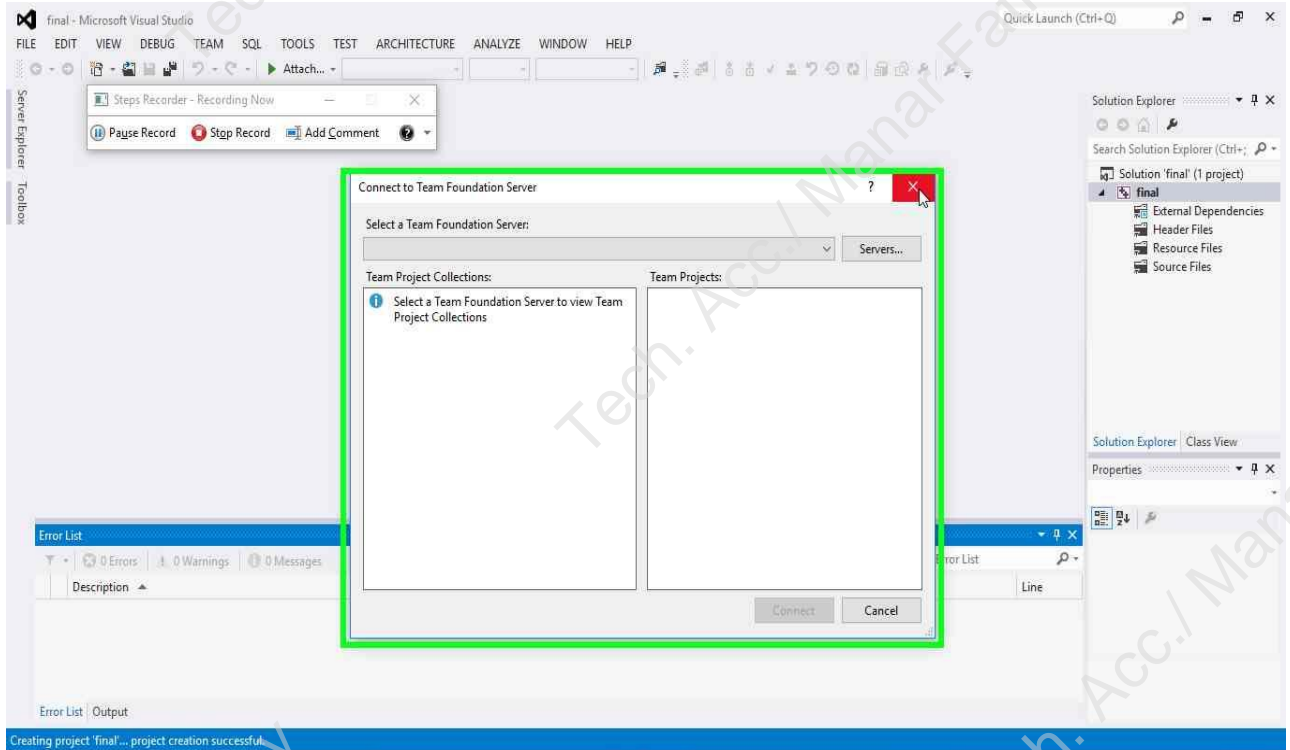 final - Microsoft Visual Studio
Quick Launch (Ctrl+Q)
FILE EDIT VIEW DEBUG TEAM SQL TOOLS TEST ARCHITECTURE ANALYZE WINDOW HELP
Attach...
Server Explorer
Toolbox
Steps Recorder - Recording Now
Pause Record Stop Record Add Comment
Solution Explorer
Search Solution Explorer (Ctrl+;
Solution 'final' (1 project)
final
External Dependencies
Header Files
Resource Files
Source Files
Connect to Team Foundation Server
Select a Team Foundation Server:
Servers...
Team Project Collections:
Team Projects:
Select a Team Foundation Server to view Team
Project Collections
Connect Cancel
Solution Explorer Class View
Properties
Error List
0 Errors 0 Warnings 0 Messages
ror List
Description
Line
Error List Output
Creating project 'final'... project creation successful.
Tech. Acc./ Manar